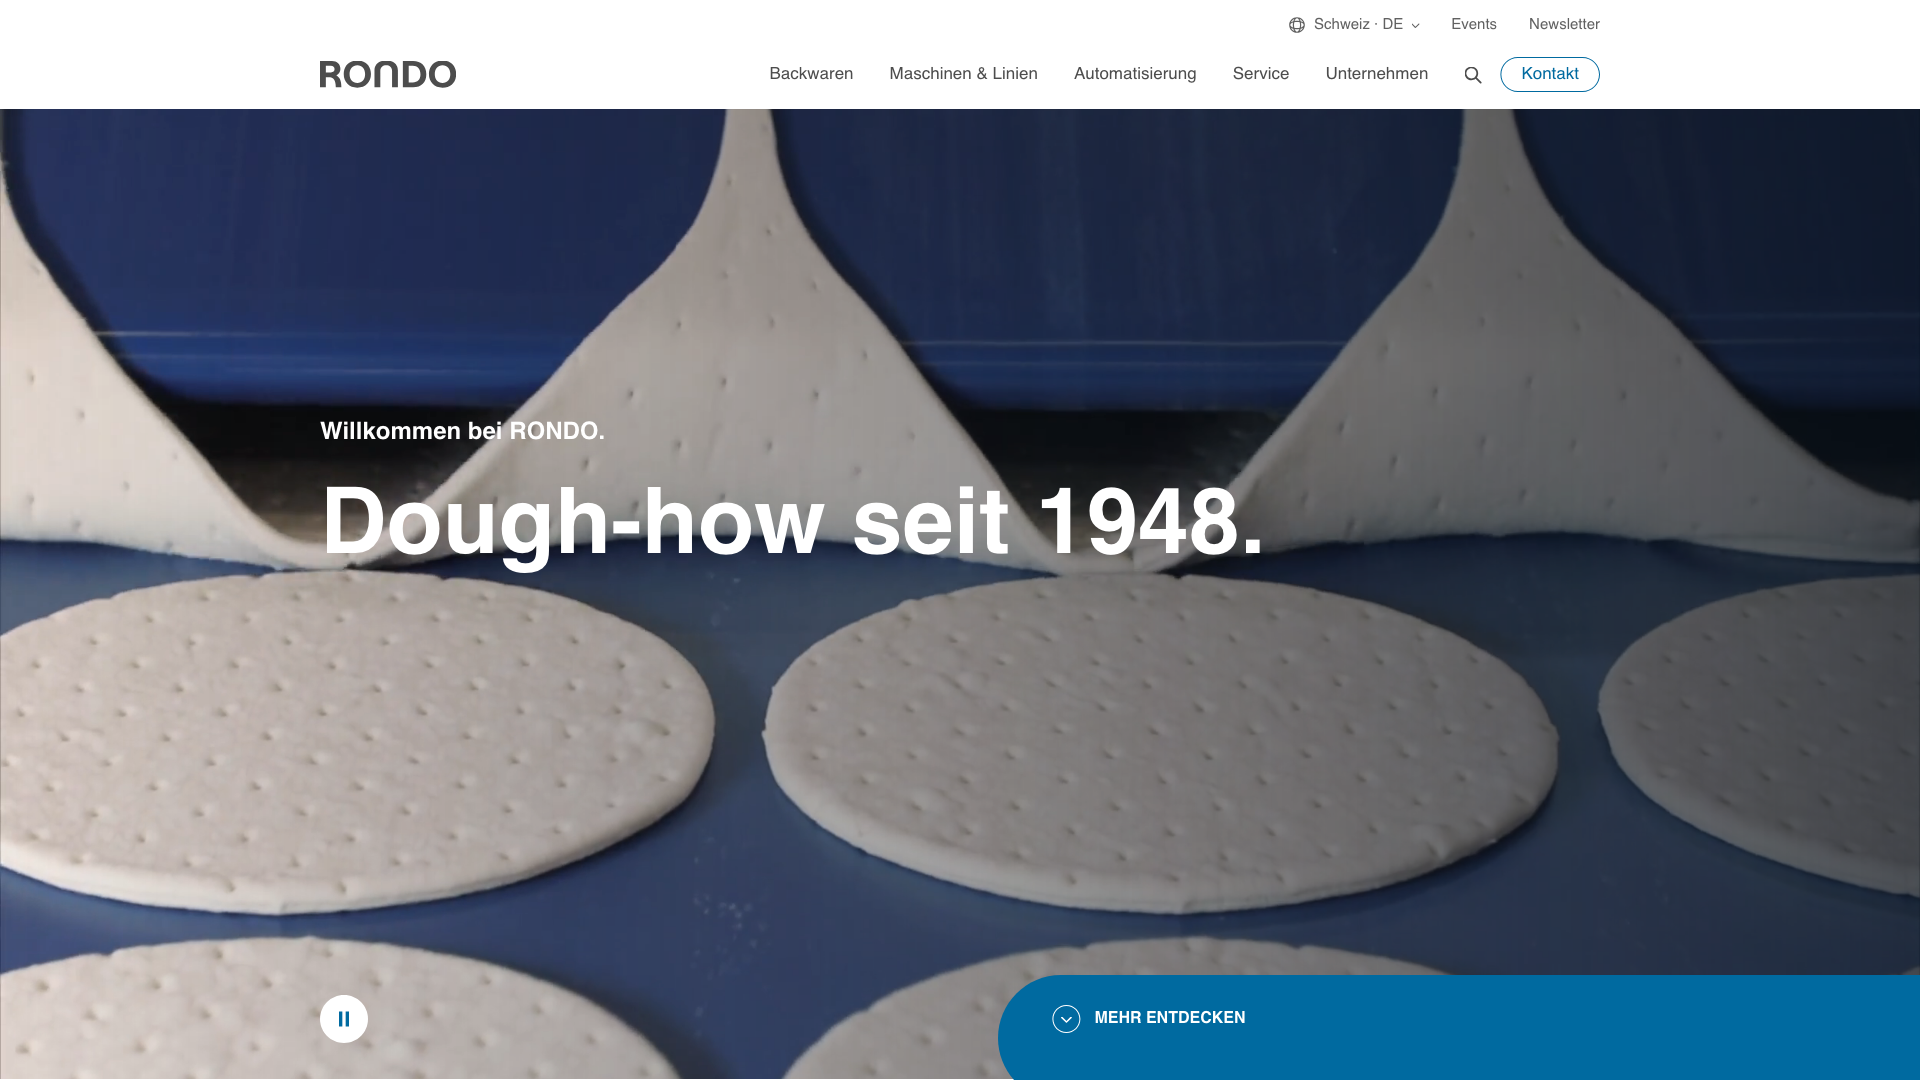 Schweiz · DE
Events
Newsletter
RONDO
Backwaren
Maschinen & Linien
Automatisierung
Service
Unternehmen
Kontakt
Willkommen bei RONDO.
Dough-how seit 1948.
MEHR ENTDECKEN